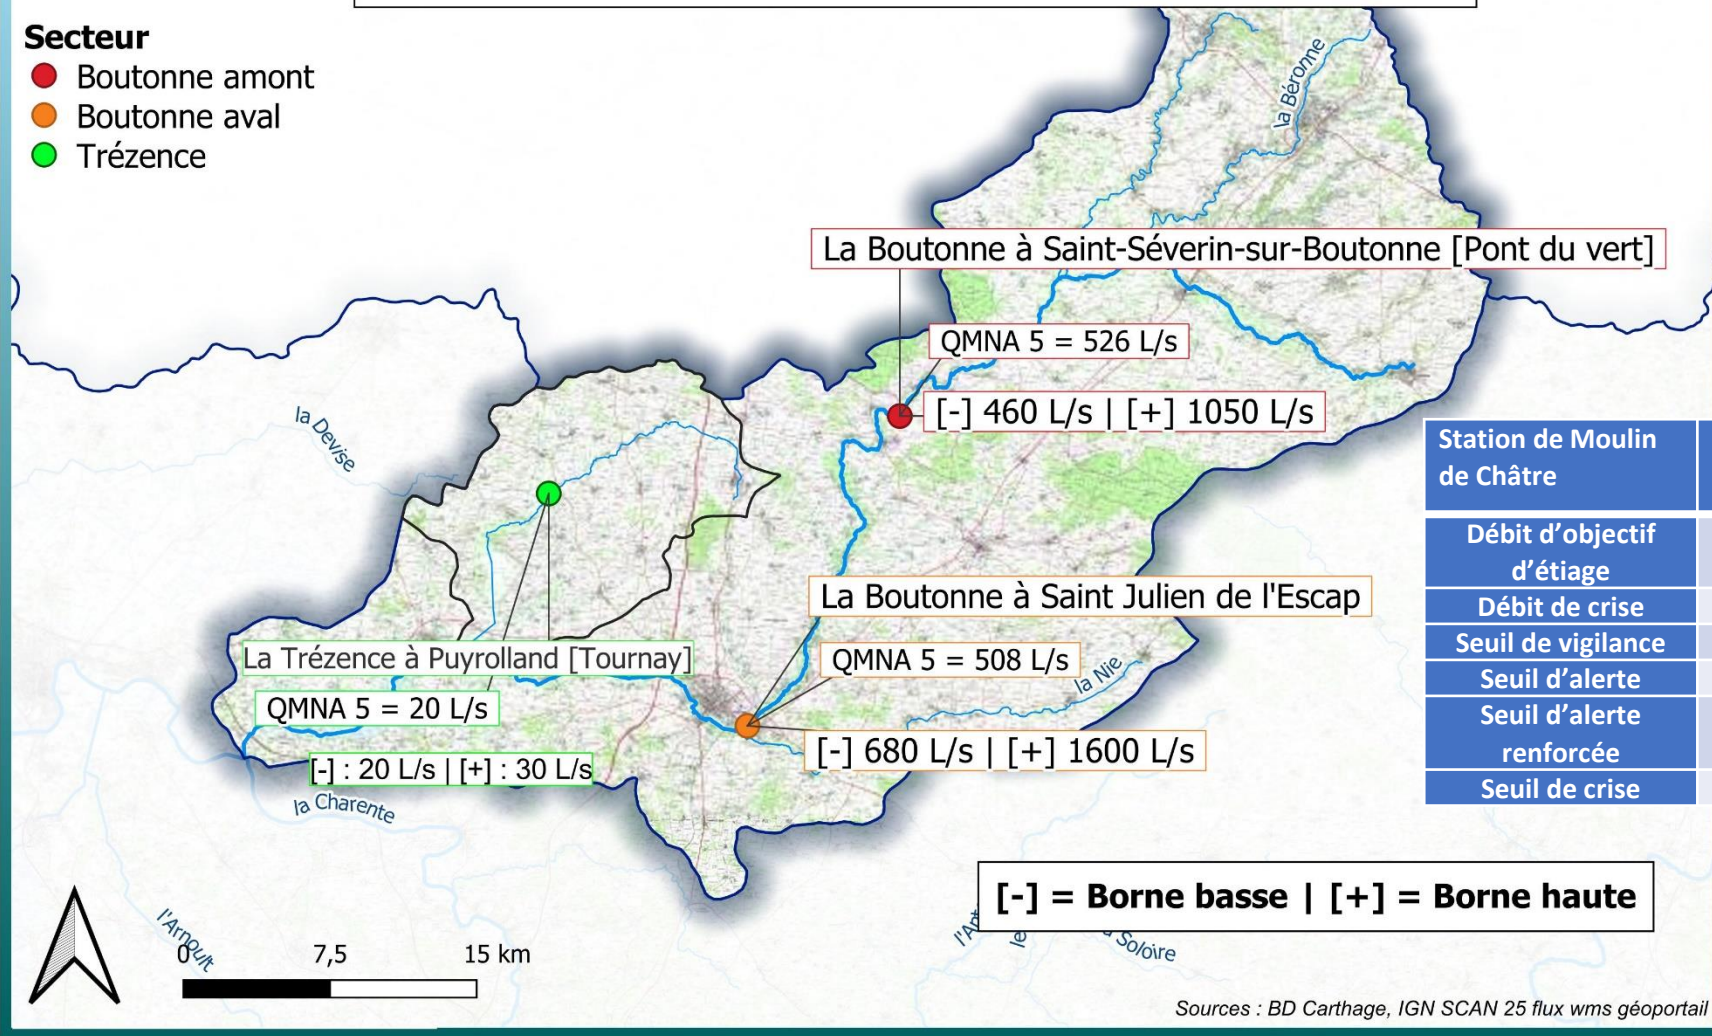 Secteur
Boutonne amont
Boutonne aval
Trézence
la Béronne
La Boutonne à Saint-Séverin-sur-Boutonne [Pont du vert]
QMNA 5 = 526 L/s
[-] 460 L/s | [+] 1050 L/s
la Devise
Station de Moulin
de Châtre
Débit d’objectif
d’étiage
Débit de crise
Seuil de vigilance
Seuil d’alerte
Seuil d’alerte
renforcée
Seuil de crise
La Boutonne à Saint Julien de l'Escap
QMNA 5 = 508 L/s
la Nie
[-] 680 L/s | [+] 1600 L/s
La Trézence à Puyrolland [Tournay]
QMNA 5 = 20 L/s
[-] : 20 L/s | [+] : 30 L/s
la Charente
[-] = Borne basse | [+] = Borne haute
l'Arnoult
Soloire
0 7,5 15 km
Sources : BD Carthage, IGN SCAN 25 flux wms géoportail